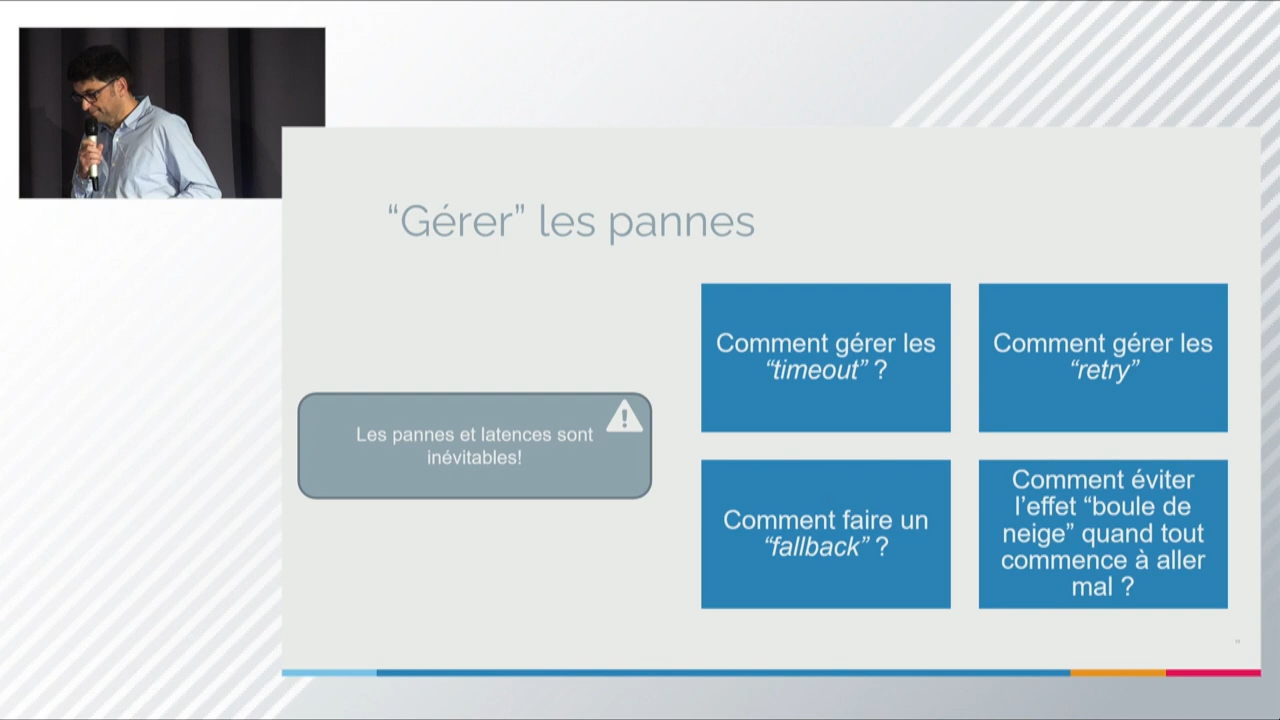 “Gérer” les pannes
Les pannes et latences sont
inévitables!
Comment gérer les
“timeout” ?
Comment gérer les
“retry”
Comment faire un
“fallback” ?
Comment éviter
l’effet “boule de
neige” quand tout
commence à aller
mal ?